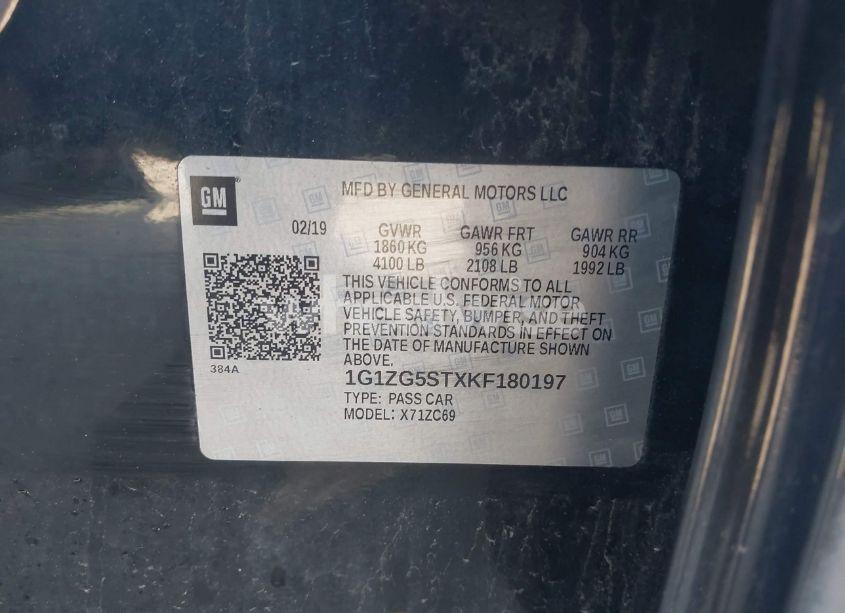 GM
MFD BY GENERAL MOTORS LLC
02/19
GVWR GAWR FRT GAWR RR
1860 KG 956 KG 904 KG
4100 LB 2108 LB 1992 LB
THIS VEHICLE CONFORMS TO ALL
APPLICABLE U.S. FEDERAL MOTOR
VEHICLE SAFETY, BUMPER, AND THEFT
PREVENTION STANDARDS IN EFFECT ON
THE DATE OF MANUFACTURE SHOWN
ABOVE.
384A
1G1ZG5STXKF180197
TYPE: PASS CAR
MODEL: X71ZC69